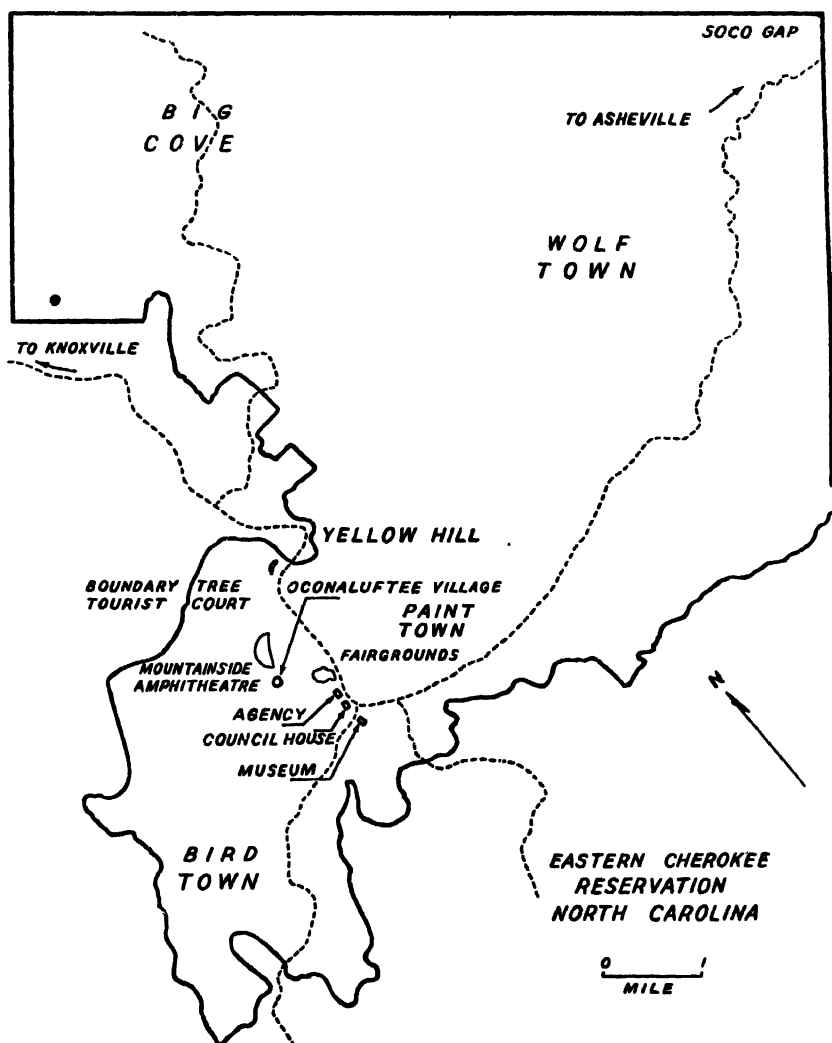 SOCO GAP
BIG
COVE
TO ASHEVILLE
WOLF
TOWN
TO KNOXVILLE
YELLOW HILL
BOUNDARY TREE
TOURIST COURT
OCONALUFTEE VILLAGE
PAINT
TOWN
FAIRGROUNDS
MOUNTAINSIDE
AMPHITHEATRE
N
AGENCY
COUNCIL HOUSE
MUSEUM
BIRD
TOWN
EASTERN CHEROKEE
RESERVATION
NORTH CAROLINA
0 1
MILE